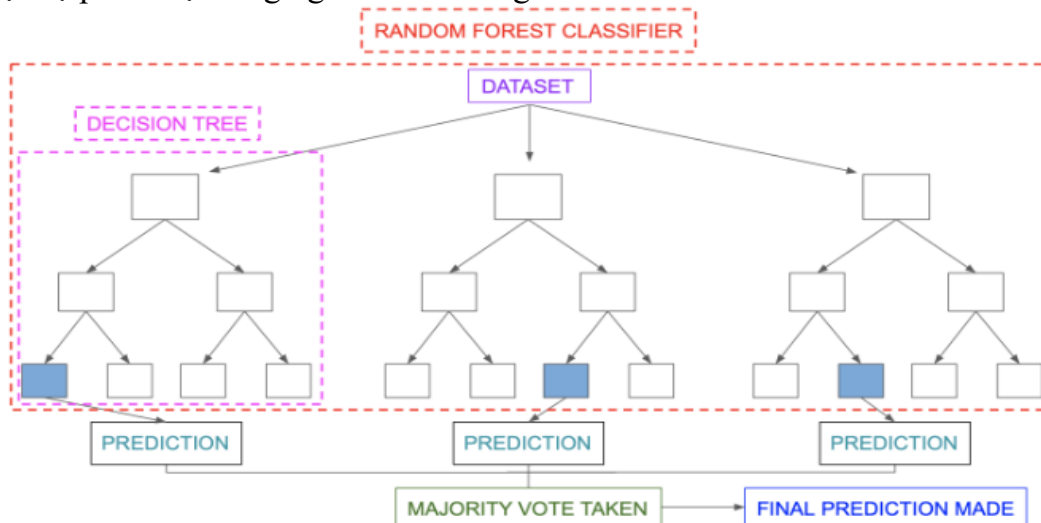 RANDOM FOREST CLASSIFIER
DATASET
DECISION TREE
PREDICTION
PREDICTION
PREDICTION
MAJORITY VOTE TAKEN
FINAL PREDICTION MADE